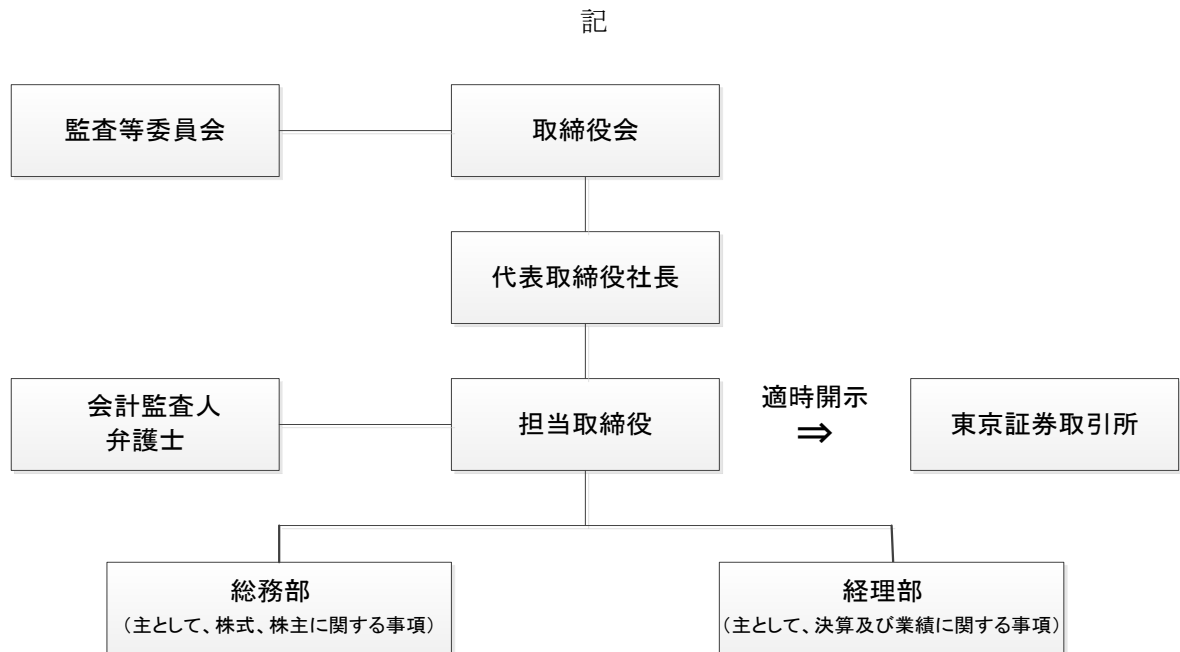 記
監査等委員会
取締役会
代表取締役社長
会計監査人
弁護士
担当取締役
適時開示
⇒
東京証券取引所
総務部
（主として、株式、株主に関する事項）
経理部
（主として、決算及び業績に関する事項）